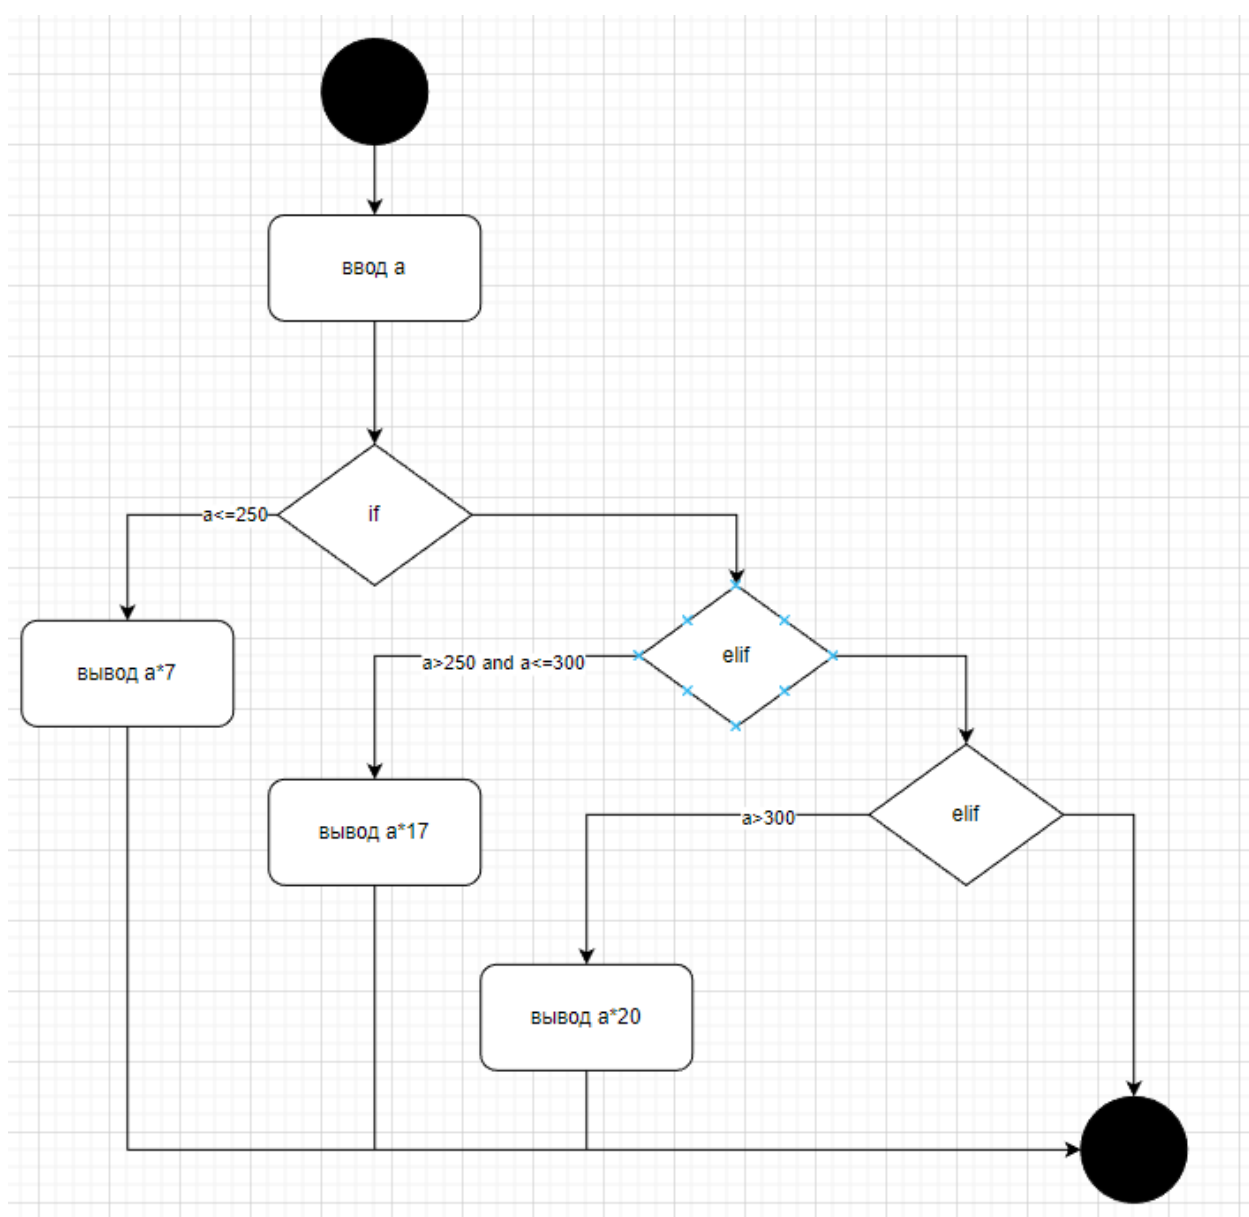 ввод a
if
a<=250
elif
вывод a*7
a>250 and a<=300
elif
вывод a*17
a>300
вывод a*20